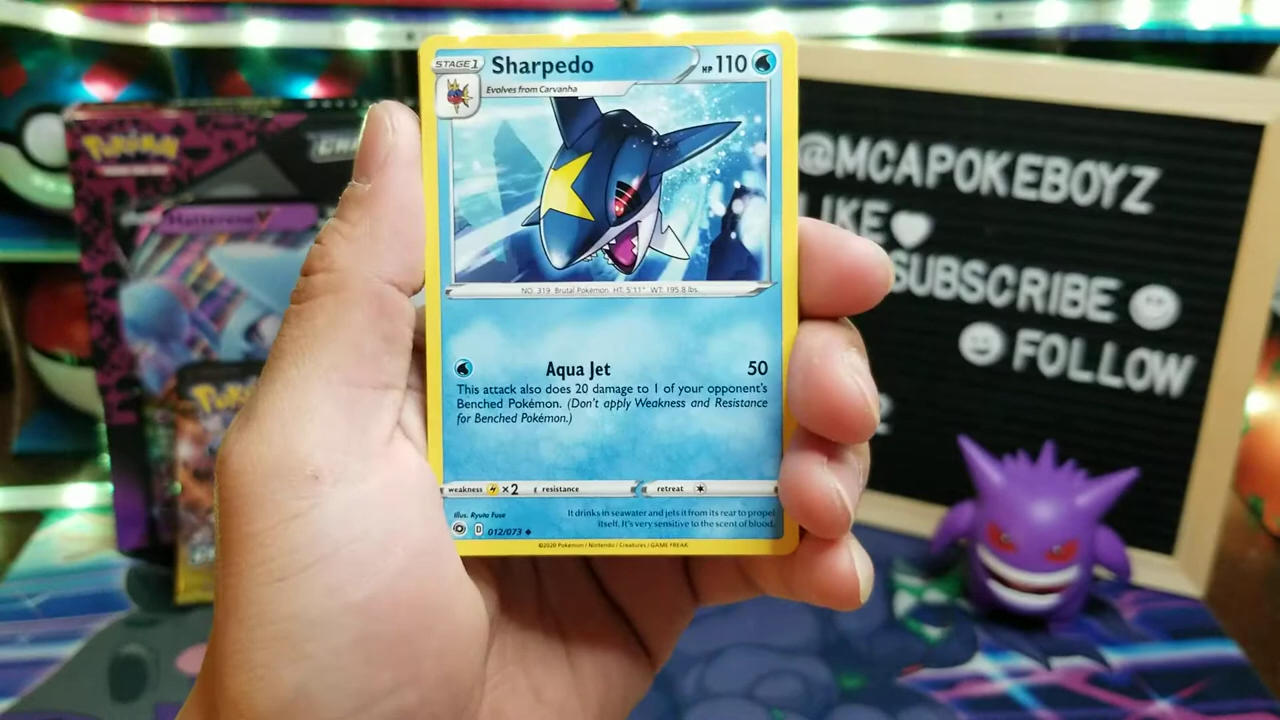 STAGE 1 Sharpedo HP 110
Evolves from Carvanha
NO. 319 Brutal Pokémon HT: 5'11" WT: 195.8 lbs.
Aqua Jet 50
This attack also does 20 damage to 1 of your opponent's
Benched Pokémon. (Don't apply Weakness and Resistance
for Benched Pokémon.)
weakness ×2 resistance retreat
Illus. Ryuta Fuse
It drinks in seawater and jets it from its rear to propel
itself. It's very sensitive to the scent of blood.
D 012/073
©2020 Pokémon / Nintendo / Creatures / GAME FREAK
@MCAPOKEBOYZ
LIKE
SUBSCRIBE
FOLLOW
Pokémon
Hatterene V